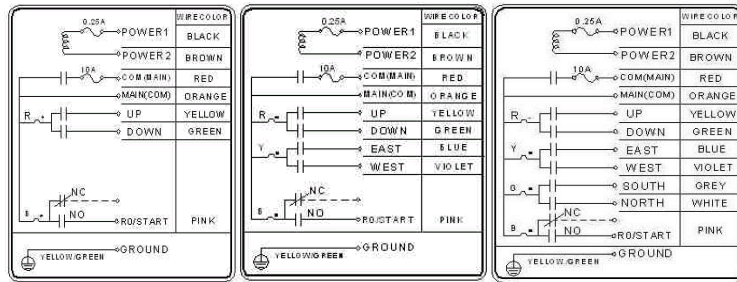 WIRE COLOR
0.25A POWER1 BLACK
POWER2 BROWN
10A COM(MAIN) RED
MAIN(COM) ORANGE
R UP YELLOW
DOWN GREEN
NC
B NO RO/START PINK
GROUND
YELLOW/GREEN
WIRE COLOR
0.25A POWER1 BLACK
POWER2 BROWN
10A COM(MAIN) RED
MAIN(COM) ORANGE
R UP YELLOW
DOWN GREEN
Y EAST BLUE
WEST VIOLET
NC
B NO RO/START PINK
GROUND
YELLOW/GREEN
WIRE COLOR
0.25A POWER1 BLACK
POWER2 BROWN
10A COM(MAIN) RED
MAIN(COM) ORANGE
R UP YELLOW
DOWN GREEN
Y EAST BLUE
WEST VIOLET
SOUTH GREY
NORTH WHITE
NC
B NO RO/START PINK
GROUND
YELLOW/GREEN